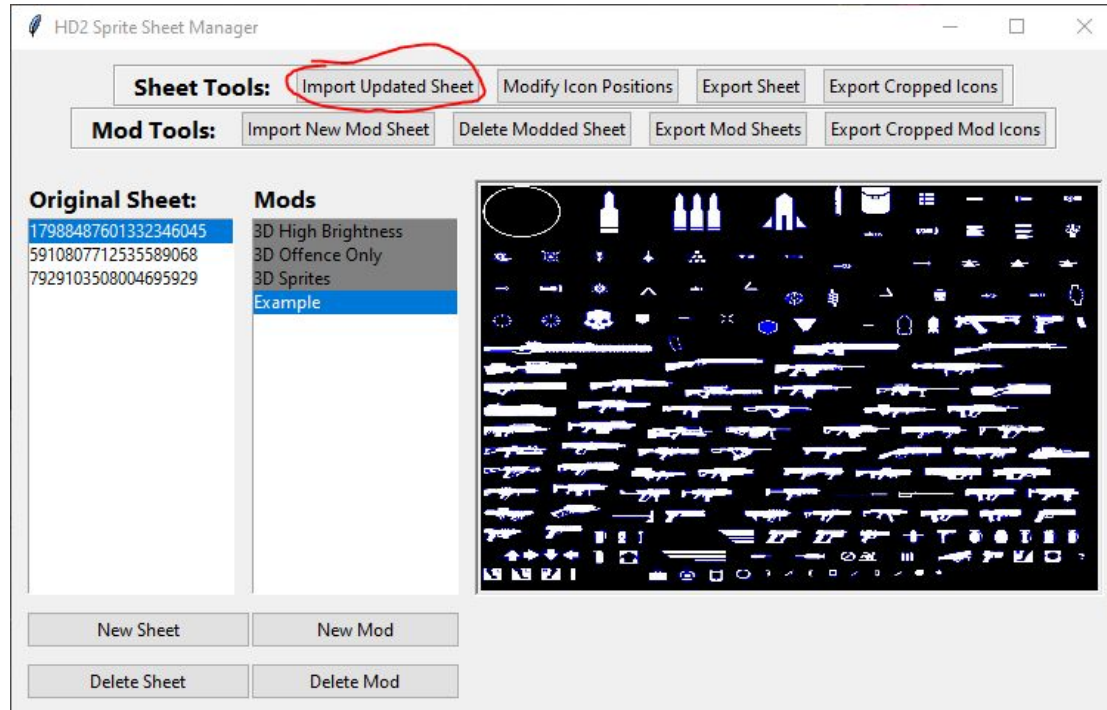 HD2 Sprite Sheet Manager
Sheet Tools: Import Updated Sheet Modify Icon Positions Export Sheet Export Cropped Icons
Mod Tools: Import New Mod Sheet Delete Modded Sheet Export Mod Sheets Export Cropped Mod Icons
Original Sheet: Mods
17988487601332346045 3D High Brightness
5910807712535589068 3D Offence Only
7929103508004695929 3D Sprites
Example
New Sheet New Mod
Delete Sheet Delete Mod